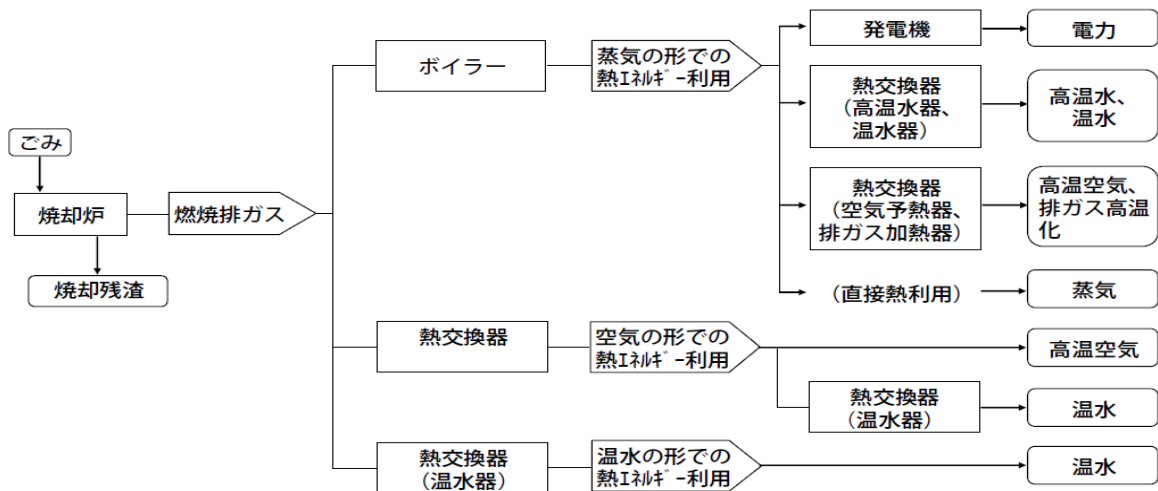 ごみ
焼却炉
焼却残渣
燃焼排ガス
ボイラー
蒸気の形での
熱ｴﾈﾙｷﾞｰ利用
発電機
電力
熱交換器
（高温水器、
温水器）
高温水、
温水
熱交換器
（空気予熱器、
排ガス加熱器）
高温空気、
排ガス高温
化
（直接熱利用）
蒸気
熱交換器
空気の形での
熱ｴﾈﾙｷﾞｰ利用
高温空気
熱交換器
（温水器）
温水
熱交換器
（温水器）
温水の形での
熱ｴﾈﾙｷﾞｰ利用
温水